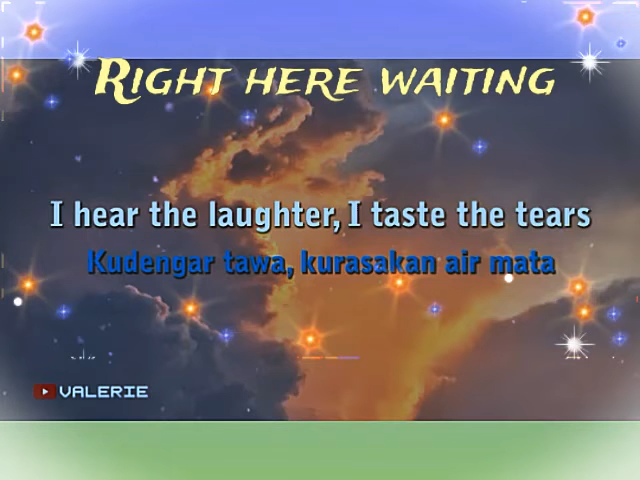 Right here waiting
I hear the laughter, I taste the tears
Kudengar tawa, kurasakan air mata
VALERIE